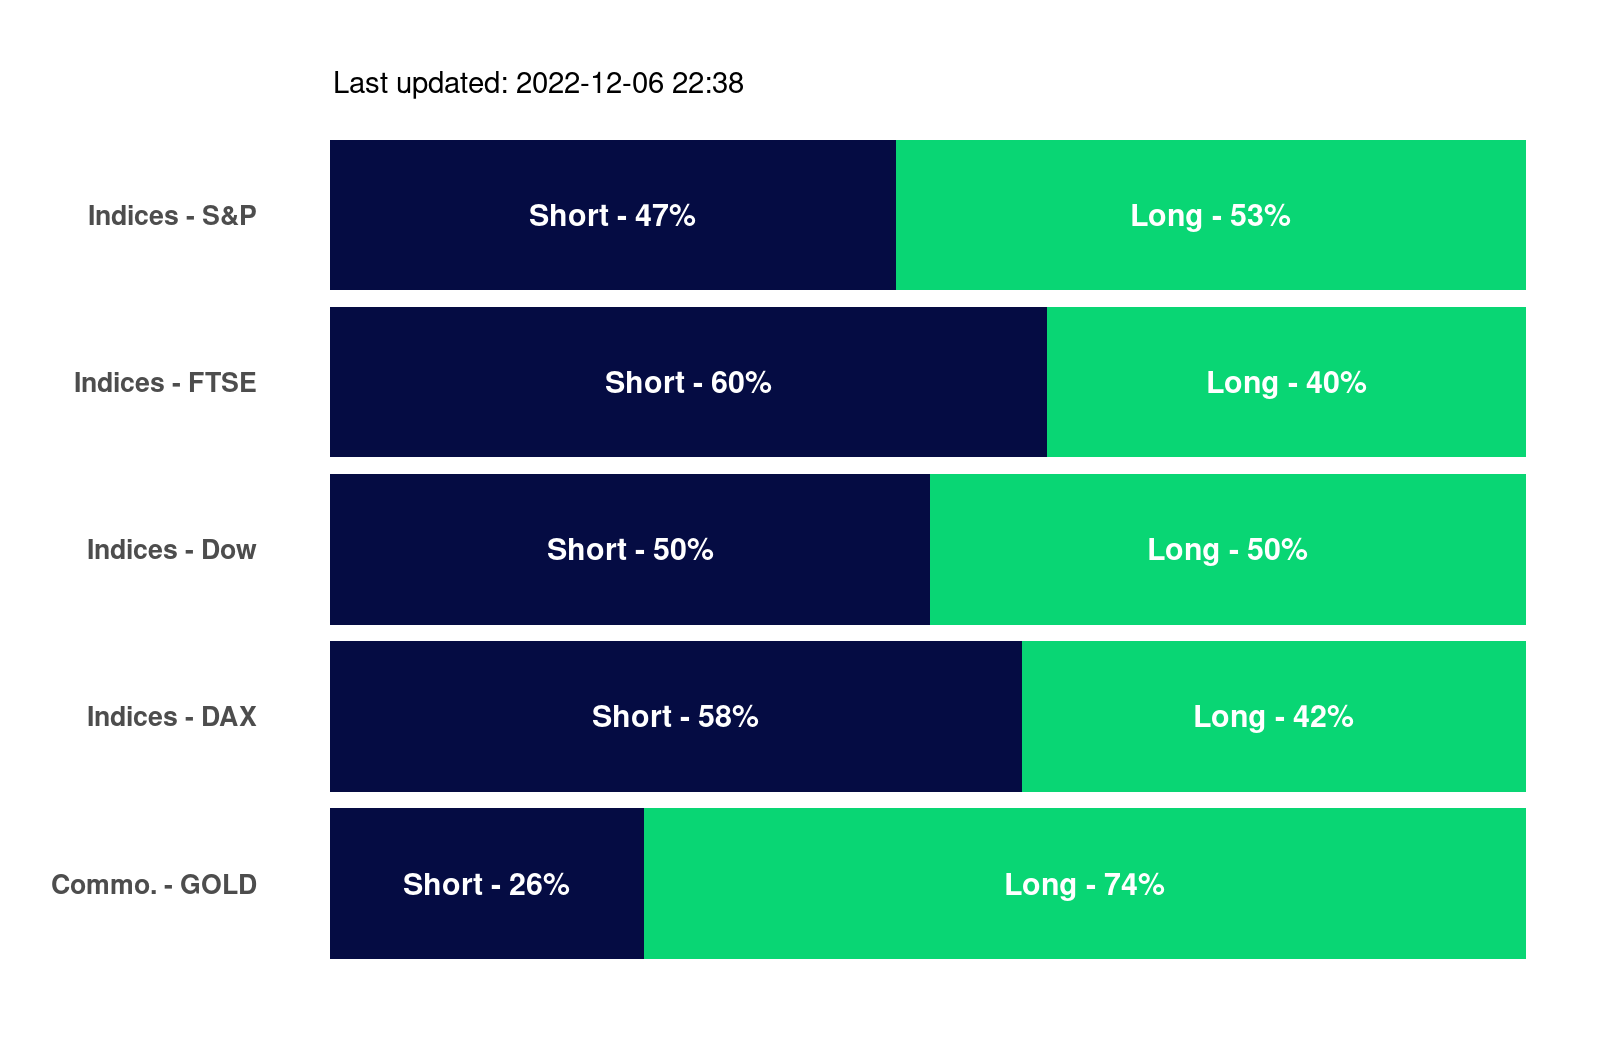 Last updated: 2022-12-06 22:38
Indices - S&P Short - 47% Long - 53%
Indices - FTSE Short - 60% Long - 40%
Indices - Dow Short - 50% Long - 50%
Indices - DAX Short - 58% Long - 42%
Commo. - GOLD Short - 26% Long - 74%